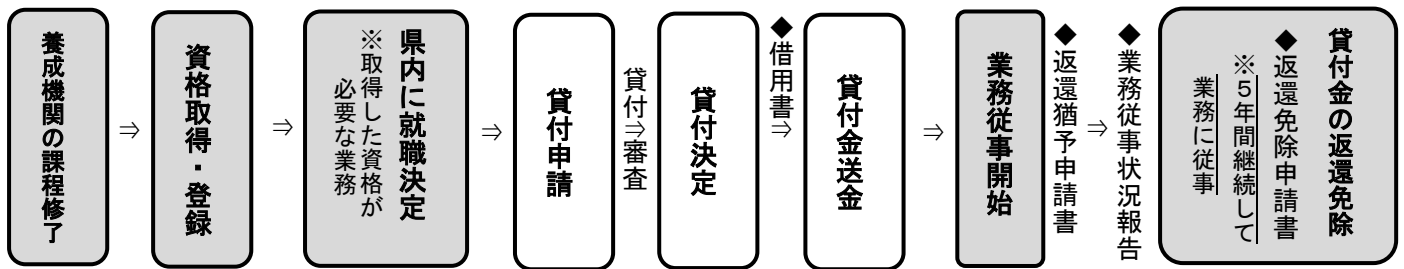 養成機関の課程修了
⇒
資格取得・登録
⇒
県内に就職決定
※取得した資格が
必要な業務
⇒
貸付申請
貸付⇒審査
貸付決定
◆借用書⇒
貸付金送金
⇒
業務従事開始
◆返還猶予申請書
⇒
◆業務従事状況報告
貸付金の返還免除
◆返還免除申請書
※５年間継続して
業務に従事